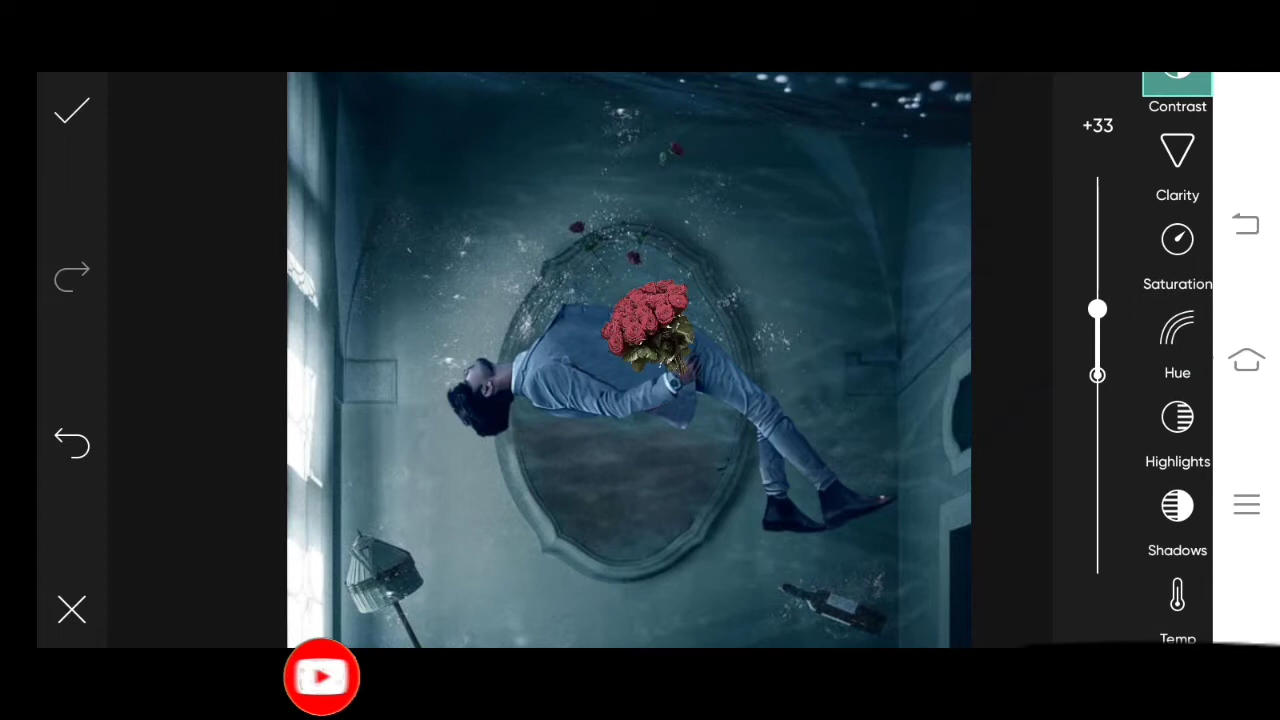 Contrast
+33
Clarity
Saturation
Hue
Highlights
Shadows
Temp